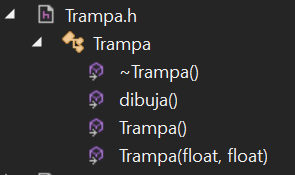 Trampa.h
Trampa
~Trampa()
dibuja()
Trampa()
Trampa(float, float)